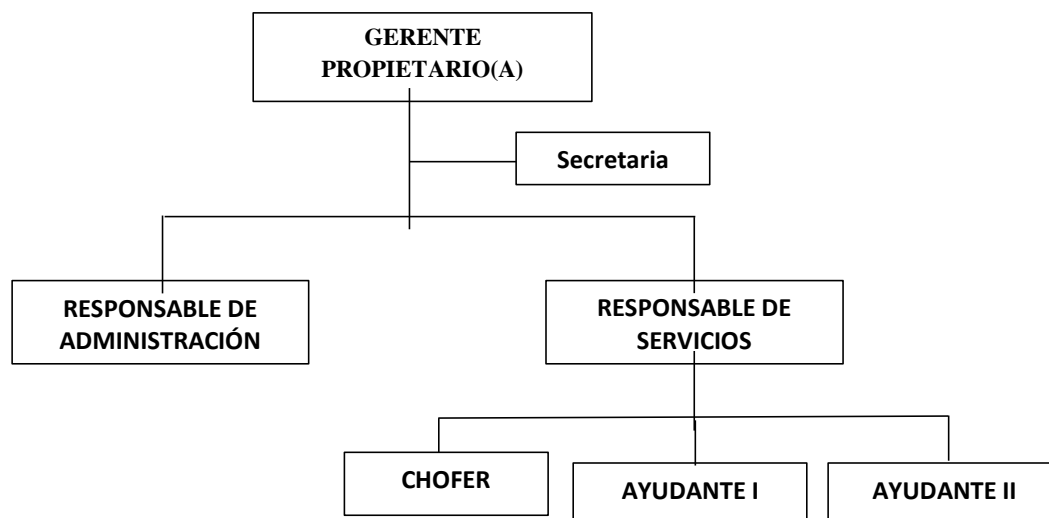 GERENTE
PROPIETARIO(A)
Secretaria
RESPONSABLE DE
ADMINISTRACIÓN
RESPONSABLE DE
SERVICIOS
CHOFER
AYUDANTE I
AYUDANTE II